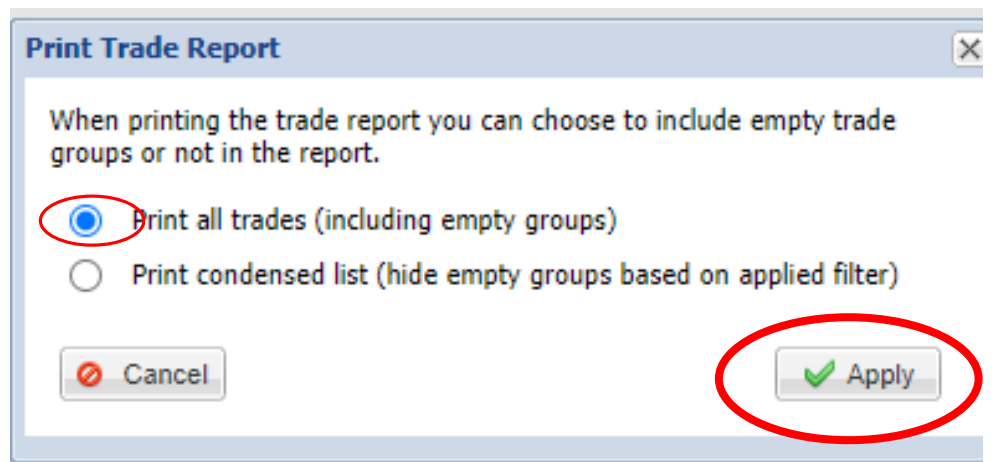 Print Trade Report
When printing the trade report you can choose to include empty trade
groups or not in the report.
Print all trades (including empty groups)
Print condensed list (hide empty groups based on applied filter)
Cancel
Apply